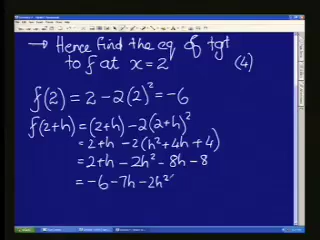 → Hence find the eq of tgt
to f at x=2 (4)
f(2) = 2 - 2(2)² = -6
f(2+h) = (2+h) - 2(2+h)²
= 2+h - 2(h²+4h+4)
= 2+h - 2h² - 8h - 8
= -6 - 7h - 2h²